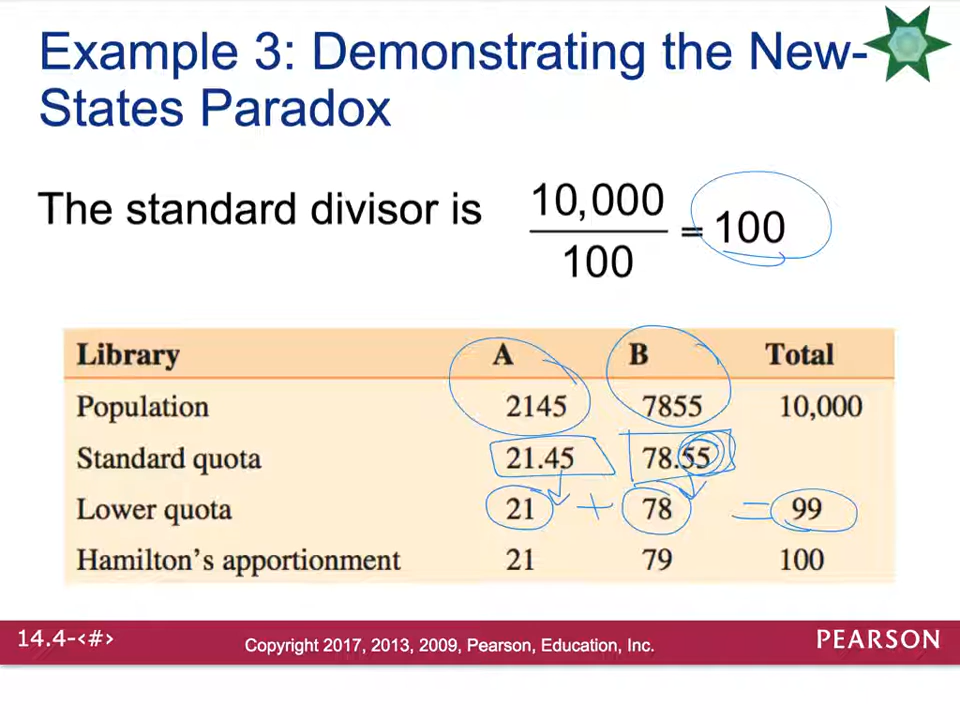 Example 3: Demonstrating the New-
States Paradox
The standard divisor is 10,000 / 100 = 100
Library A B Total
Population 2145 7855 10,000
Standard quota 21.45 78.55
Lower quota 21 + 78 = 99
Hamilton's apportionment 21 79 100
14.4-<#> Copyright 2017, 2013, 2009, Pearson, Education, Inc. PEARSON